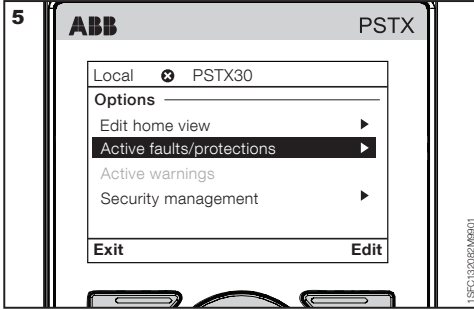 5
ABB PSTX
Local PSTX30
Options
Edit home view
Active faults/protections
Active warnings
Security management
Exit Edit
1SFC132082M9901